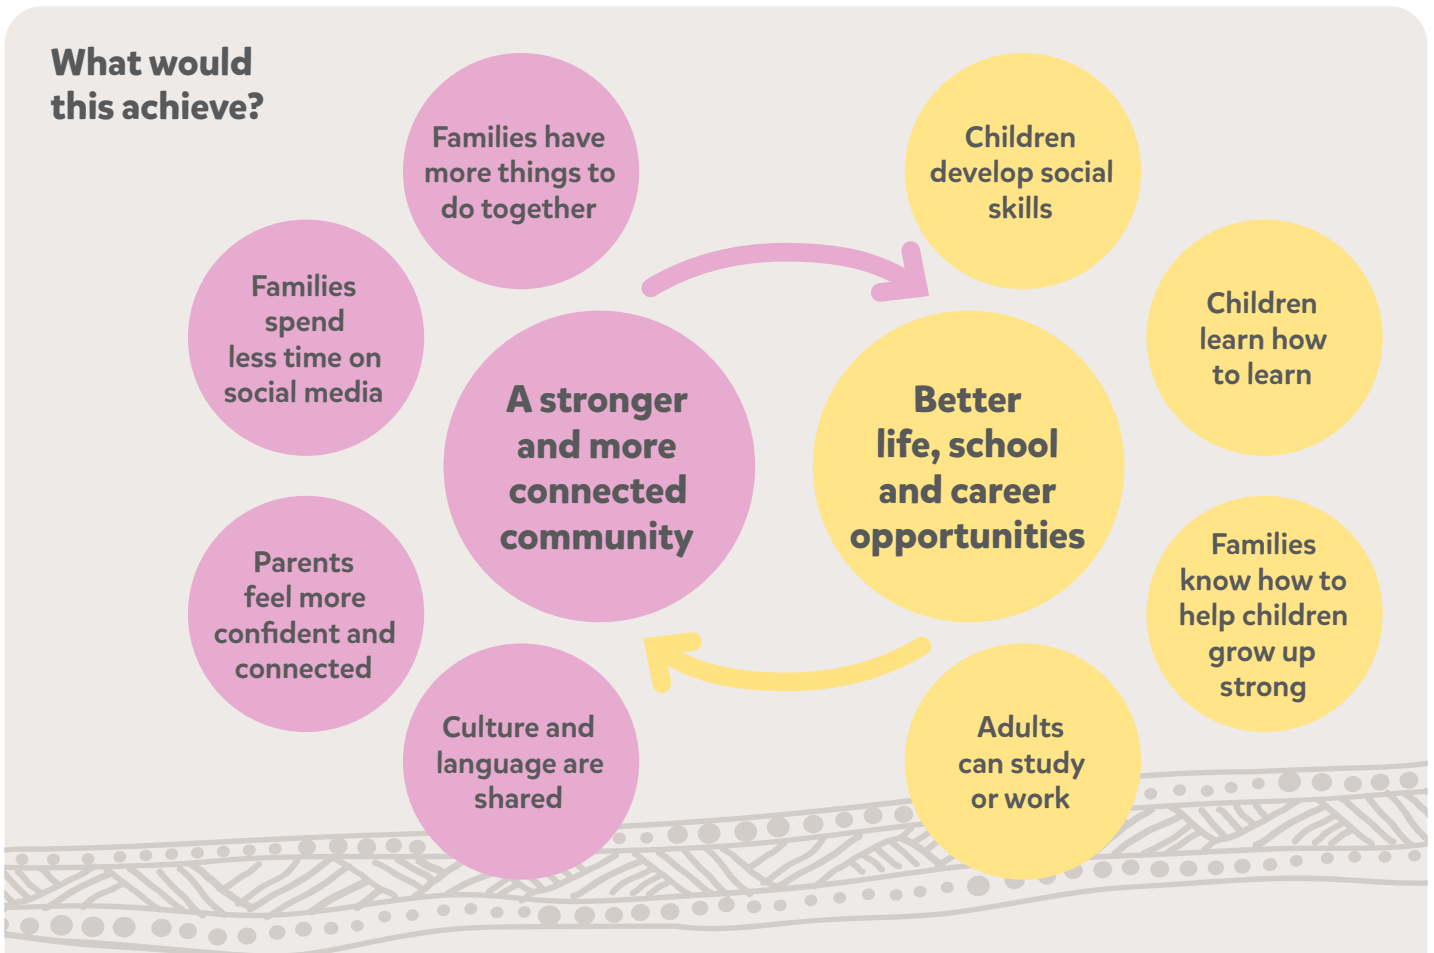 What would
this achieve?
Families have
more things to
do together
Families
spend
less time on
social media
A stronger
and more
connected
community
Parents
feel more
confident and
connected
Culture and
language are
shared
Children
develop social
skills
Children
learn how
to learn
Better
life, school
and career
opportunities
Families
know how to
help children
grow up
strong
Adults
can study
or work